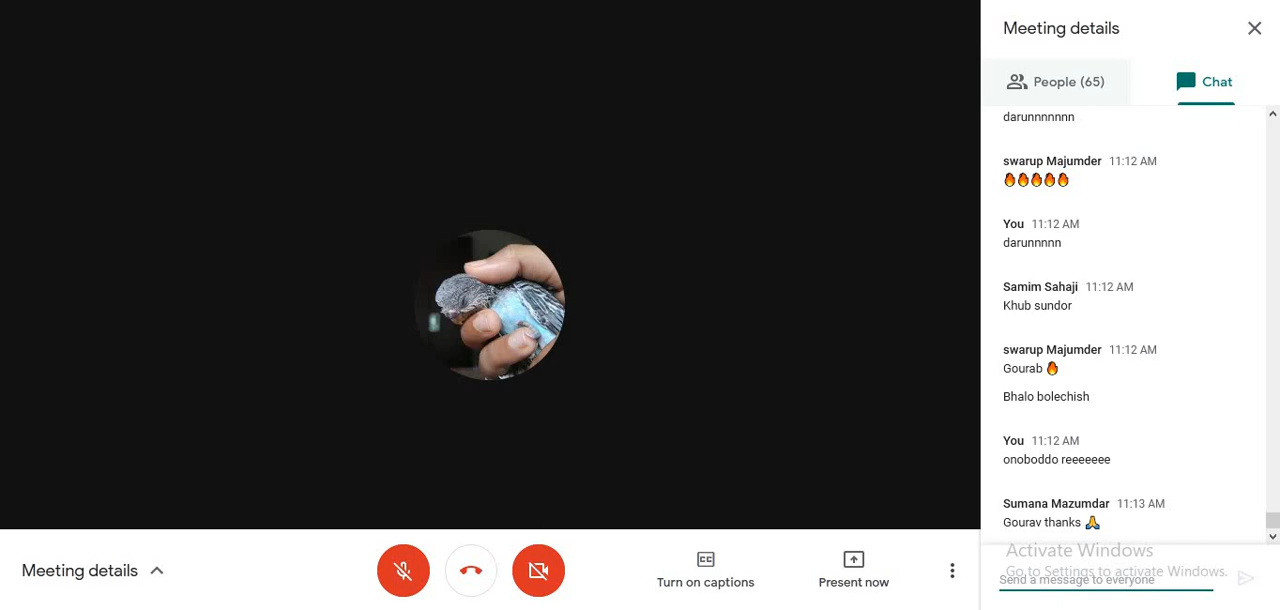 Meeting details
People (65)
Chat
darunnnnnnn
swarup Majumder 11:12 AM
🔥🔥🔥🔥🔥
You 11:12 AM
darunnnnn
Samim Sahaji 11:12 AM
Khub sundor
swarup Majumder 11:12 AM
Gourab 🔥
Bhalo bolechish
You 11:12 AM
onoboddo reeeeeee
Sumana Mazumdar 11:13 AM
Gourav thanks 🙏
Activate Windows
Go to Settings to activate Windows.
Send a message to everyone
Meeting details
Turn on captions
Present now